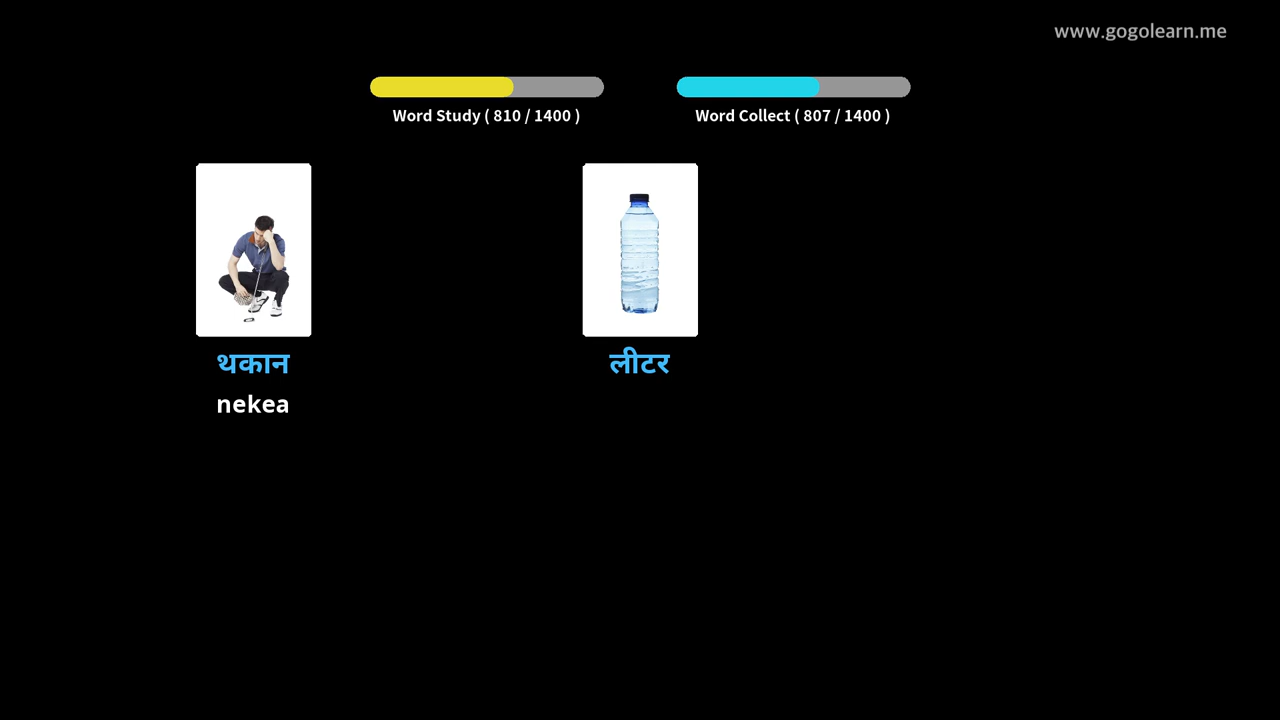 www.gogolearn.me
Word Study ( 810 / 1400 )
Word Collect ( 807 / 1400 )
थकान
लीटर
nekea